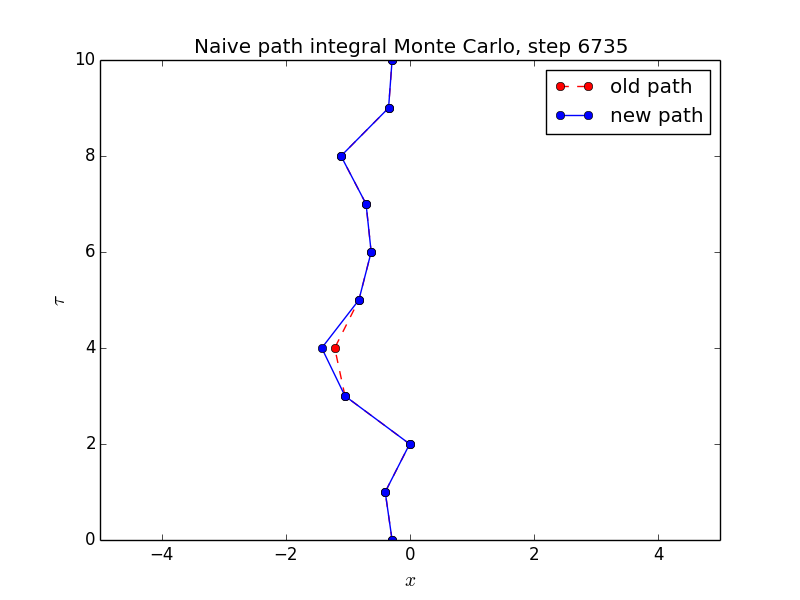 Naive path integral Monte Carlo, step 6735
old path
new path
10
8
6
4
2
0
τ
−4 −2 0 2 4
x